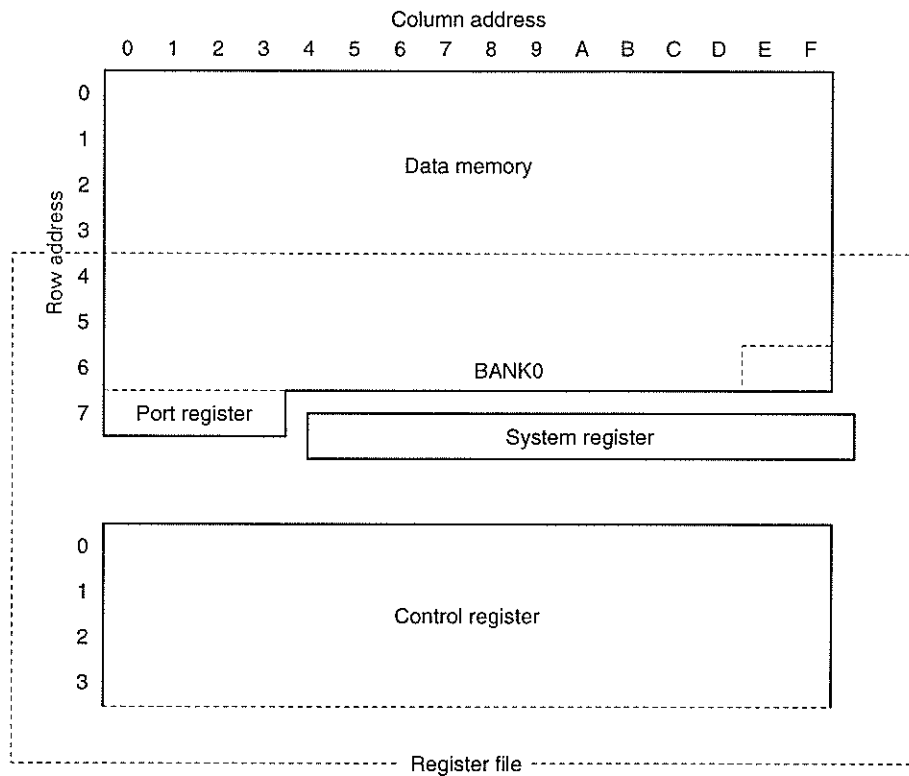 Column address
0 1 2 3 4 5 6 7 8 9 A B C D E F
Row address
0
1
2
3
4
5
6
7
Data memory
BANK0
Port register
System register
0
1
2
3
Control register
Register file